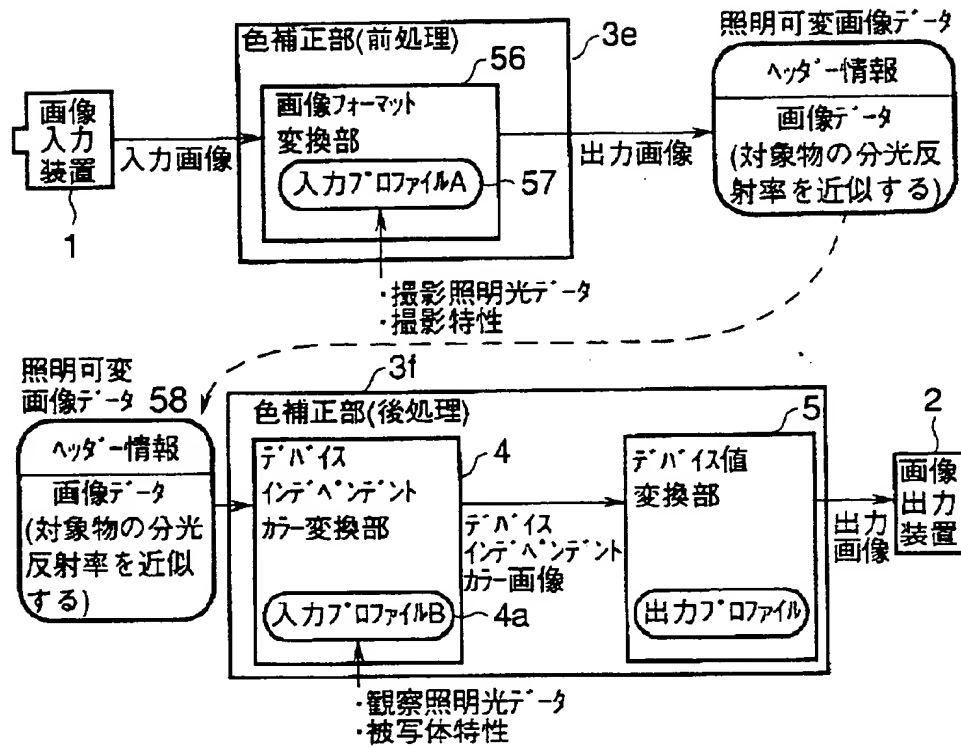 色補正部(前処理)
3e
56
画像
入力
装置
1
入力画像
画像フォーマット
変換部
入力プロファイルA
57
・撮影照明光データ
・撮影特性
出力画像
照明可変画像データ
ヘッダー情報
画像データ
(対象物の分光反
射率を近似する)
照明可変
画像データ 58
ヘッダー情報
画像データ
(対象物の分光
反射率を近似
する)
3f
色補正部(後処理)
デバイス
インデペンデント
カラー変換部
4
入力プロファイルB
4a
・観察照明光データ
・被写体特性
デバイス
インデペンデント
カラー画像
5
デバイス値
変換部
出力プロファイル
出力
画像
2
画像
出力
装置